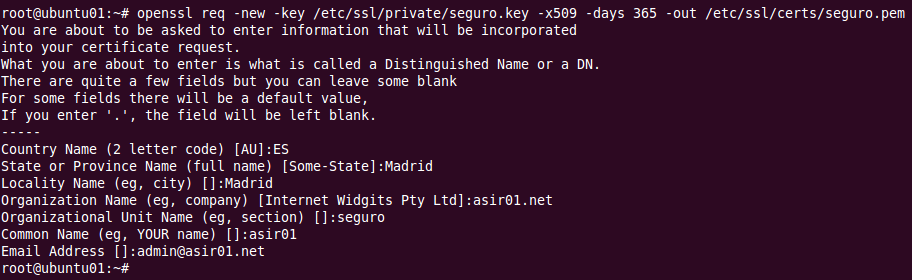 root@ubuntu01:~# openssl req -new -key /etc/ssl/private/seguro.key -x509 -days 365 -out /etc/ssl/certs/seguro.pem
You are about to be asked to enter information that will be incorporated
into your certificate request.
What you are about to enter is what is called a Distinguished Name or a DN.
There are quite a few fields but you can leave some blank
For some fields there will be a default value,
If you enter '.', the field will be left blank.
-----
Country Name (2 letter code) [AU]:ES
State or Province Name (full name) [Some-State]:Madrid
Locality Name (eg, city) []:Madrid
Organization Name (eg, company) [Internet Widgits Pty Ltd]:asir01.net
Organizational Unit Name (eg, section) []:seguro
Common Name (eg, YOUR name) []:asir01
Email Address []:admin@asir01.net
root@ubuntu01:~#